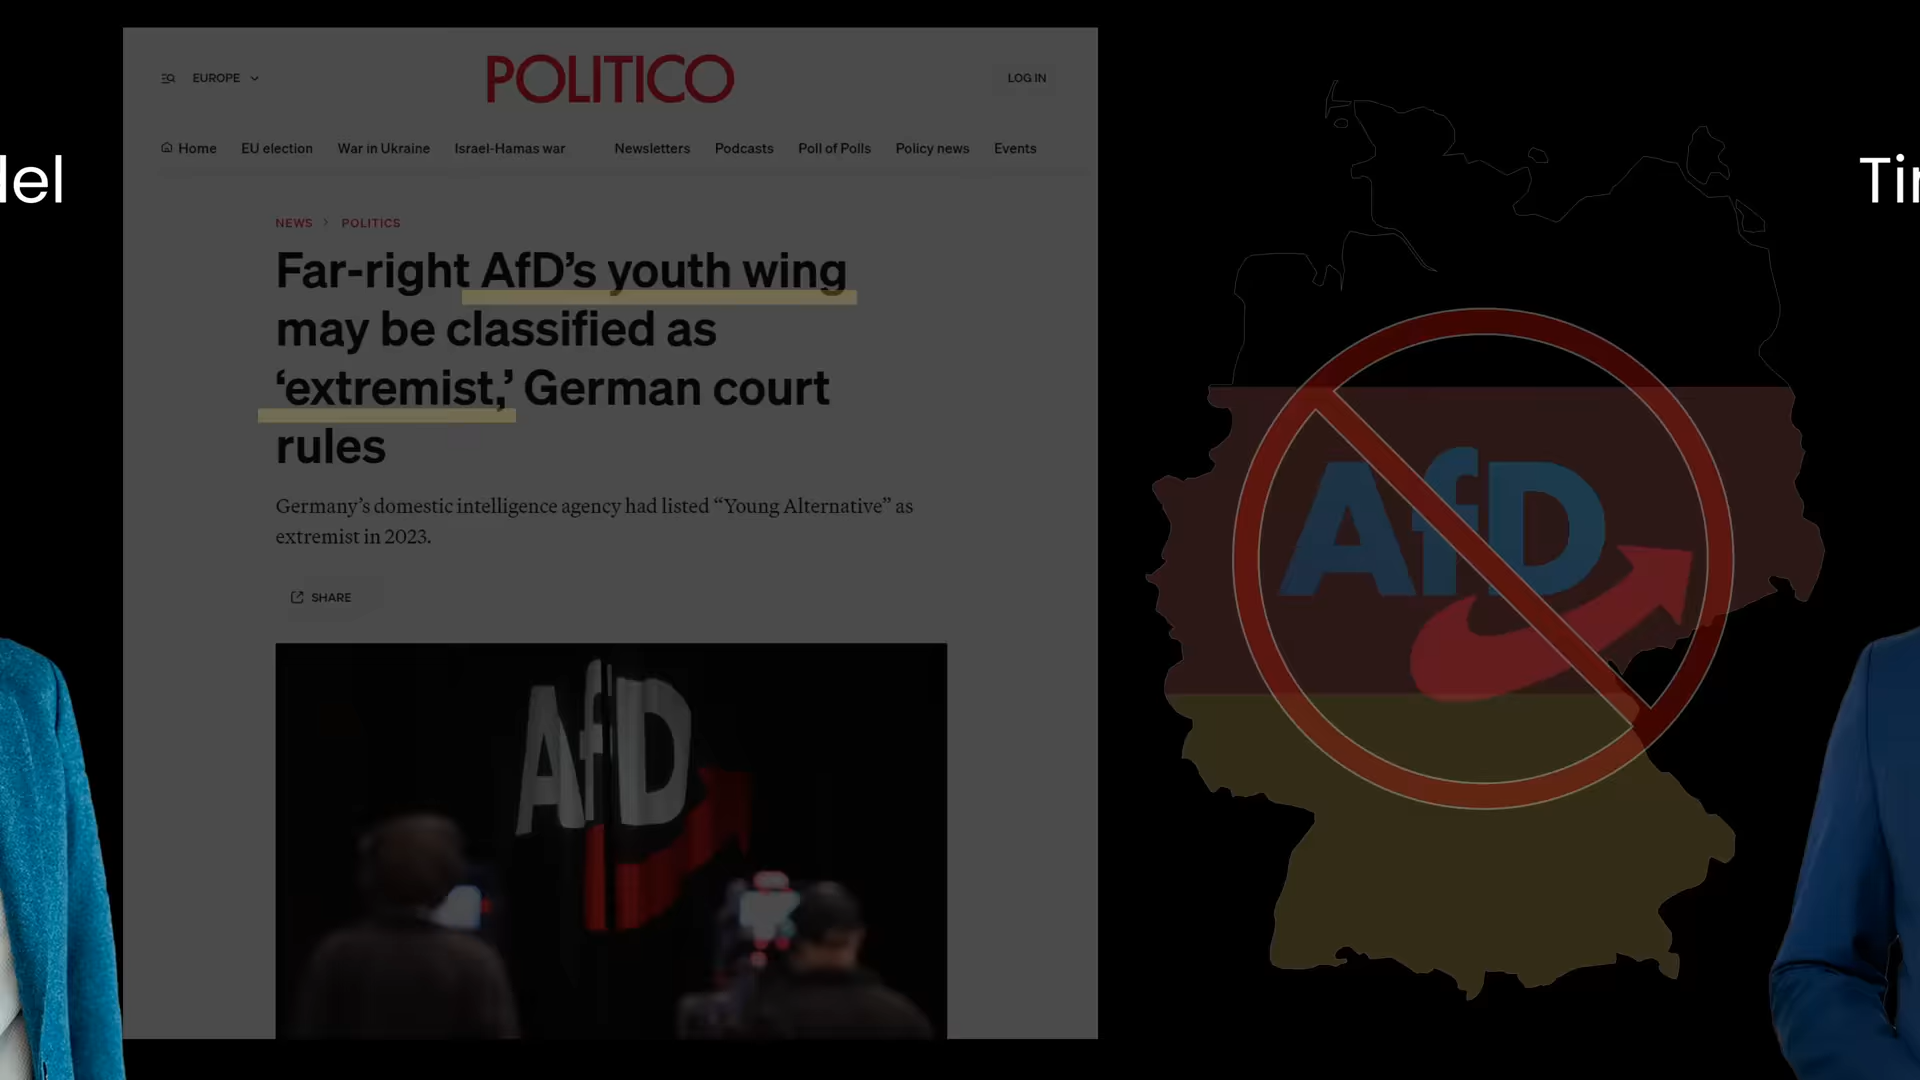 del
EUROPE
POLITICO
LOG IN
Home EU election War in Ukraine Israel-Hamas war Newsletters Podcasts Poll of Polls Policy news Events
NEWS > POLITICS
Far-right AfD’s youth wing
may be classified as
‘extremist,’ German court
rules
Germany’s domestic intelligence agency had listed “Young Alternative” as
extremist in 2023.
SHARE
AfD
AfD
Tin